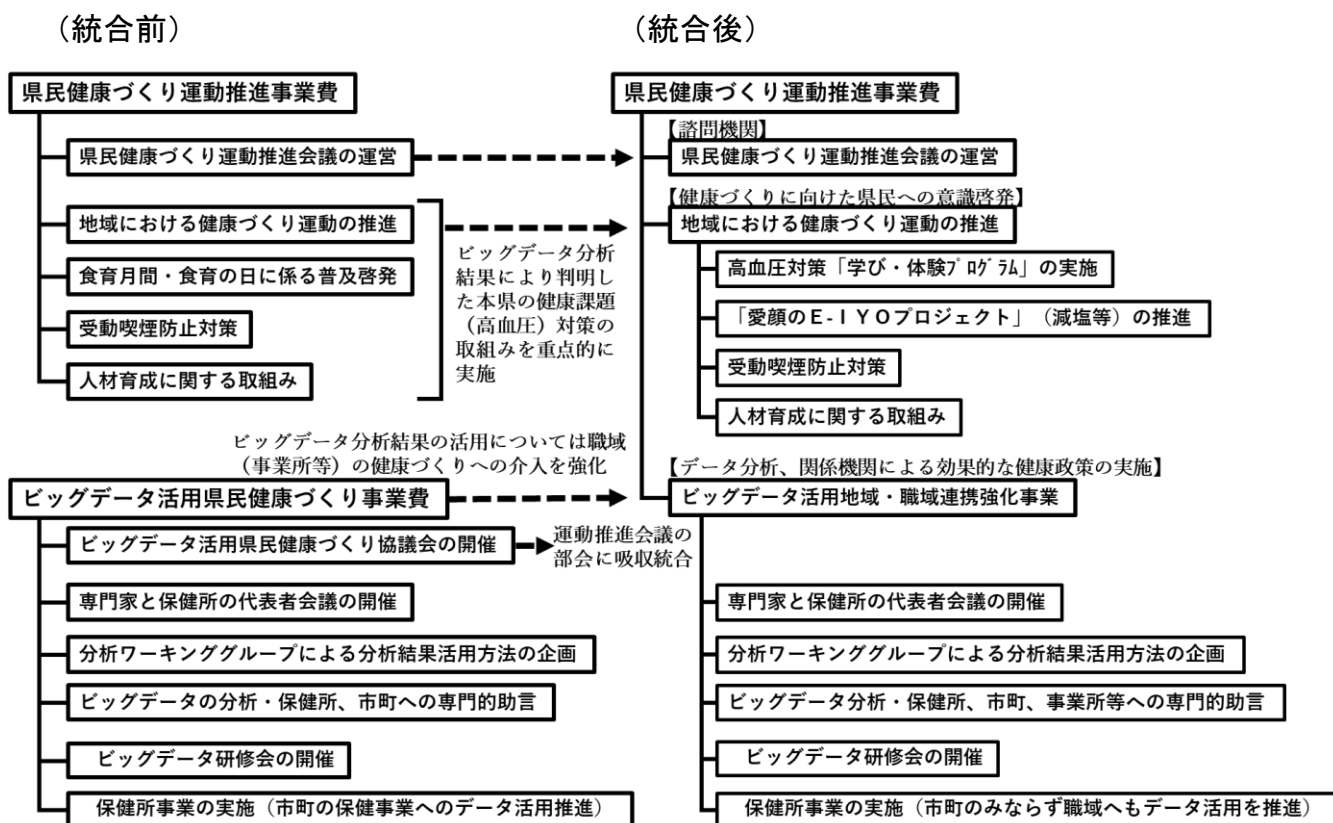 （統合前）
県民健康づくり運動推進事業費
県民健康づくり運動推進会議の運営
地域における健康づくり運動の推進
食育月間・食育の日に係る普及啓発
受動喫煙防止対策
人材育成に関する取組み
ビッグデータ分析
結果により判明し
た本県の健康課題
（高血圧）対策の
取組みを重点的に
実施
ビッグデータ分析結果の活用については職域
（事業所等）の健康づくりへの介入を強化
ビッグデータ活用県民健康づくり事業費
ビッグデータ活用県民健康づくり協議会の開催
運動推進会議の
部会に吸収統合
専門家と保健所の代表者会議の開催
分析ワーキンググループによる分析結果活用方法の企画
ビッグデータの分析・保健所、市町への専門的助言
ビッグデータ研修会の開催
保健所事業の実施（市町の保健事業へのデータ活用推進）
（統合後）
県民健康づくり運動推進事業費
【諮問機関】
県民健康づくり運動推進会議の運営
【健康づくりに向けた県民への意識啓発】
地域における健康づくり運動の推進
高血圧対策「学び・体験ﾌﾟﾛｸﾞﾗﾑ」の実施
「愛顔のＥ-ＩＹＯプロジェクト」（減塩等）の推進
受動喫煙防止対策
人材育成に関する取組み
【データ分析、関係機関による効果的な健康政策の実施】
ビッグデータ活用地域・職域連携強化事業
専門家と保健所の代表者会議の開催
分析ワーキンググループによる分析結果活用方法の企画
ビッグデータ分析・保健所、市町、事業所等への専門的助言
ビッグデータ研修会の開催
保健所事業の実施（市町のみならず職域へもデータ活用を推進）